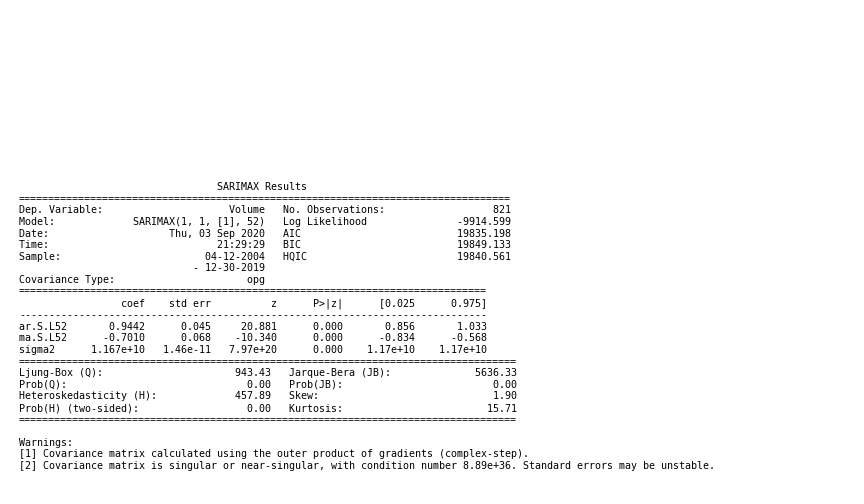 SARIMAX Results
==============================================================================
Dep. Variable: Volume No. Observations: 821
Model: SARIMAX(1, 1, [1], 52) Log Likelihood -9914.599
Date: Thu, 03 Sep 2020 AIC 19835.198
Time: 21:29:29 BIC 19849.133
Sample: 04-12-2004 HQIC 19840.561
- 12-30-2019
Covariance Type: opg
==============================================================================
coef std err z P>|z| [0.025 0.975]
------------------------------------------------------------------------------
ar.S.L52 0.9442 0.045 20.881 0.000 0.856 1.033
ma.S.L52 -0.7010 0.068 -10.340 0.000 -0.834 -0.568
sigma2 1.167e+10 1.46e-11 7.97e+20 0.000 1.17e+10 1.17e+10
===================================================================================
Ljung-Box (Q): 943.43 Jarque-Bera (JB): 5636.33
Prob(Q): 0.00 Prob(JB): 0.00
Heteroskedasticity (H): 457.89 Skew: 1.90
Prob(H) (two-sided): 0.00 Kurtosis: 15.71
===================================================================================
Warnings:
[1] Covariance matrix calculated using the outer product of gradients (complex-step).
[2] Covariance matrix is singular or near-singular, with condition number 8.89e+36. Standard errors may be unstable.